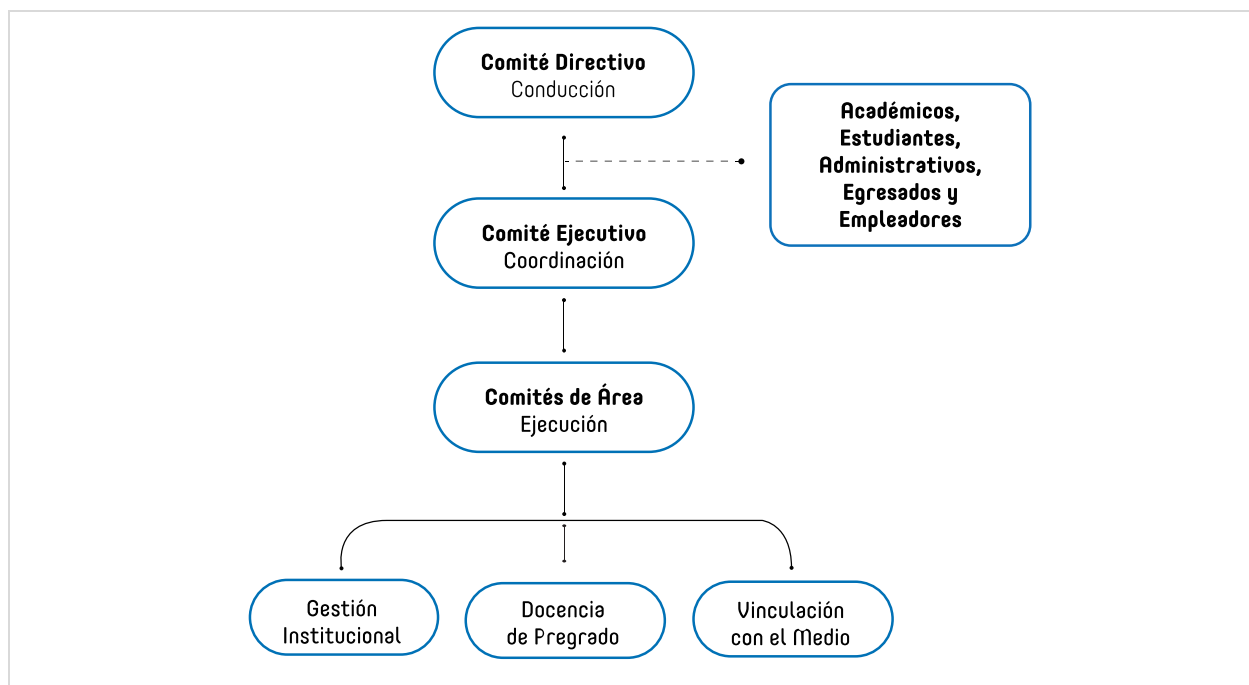 Comité Directivo
Conducción
Académicos,
Estudiantes,
Administrativos,
Egresados y
Empleadores
Comité Ejecutivo
Coordinación
Comités de Área
Ejecución
Gestión
Institucional
Docencia
de Pregrado
Vinculación
con el Medio